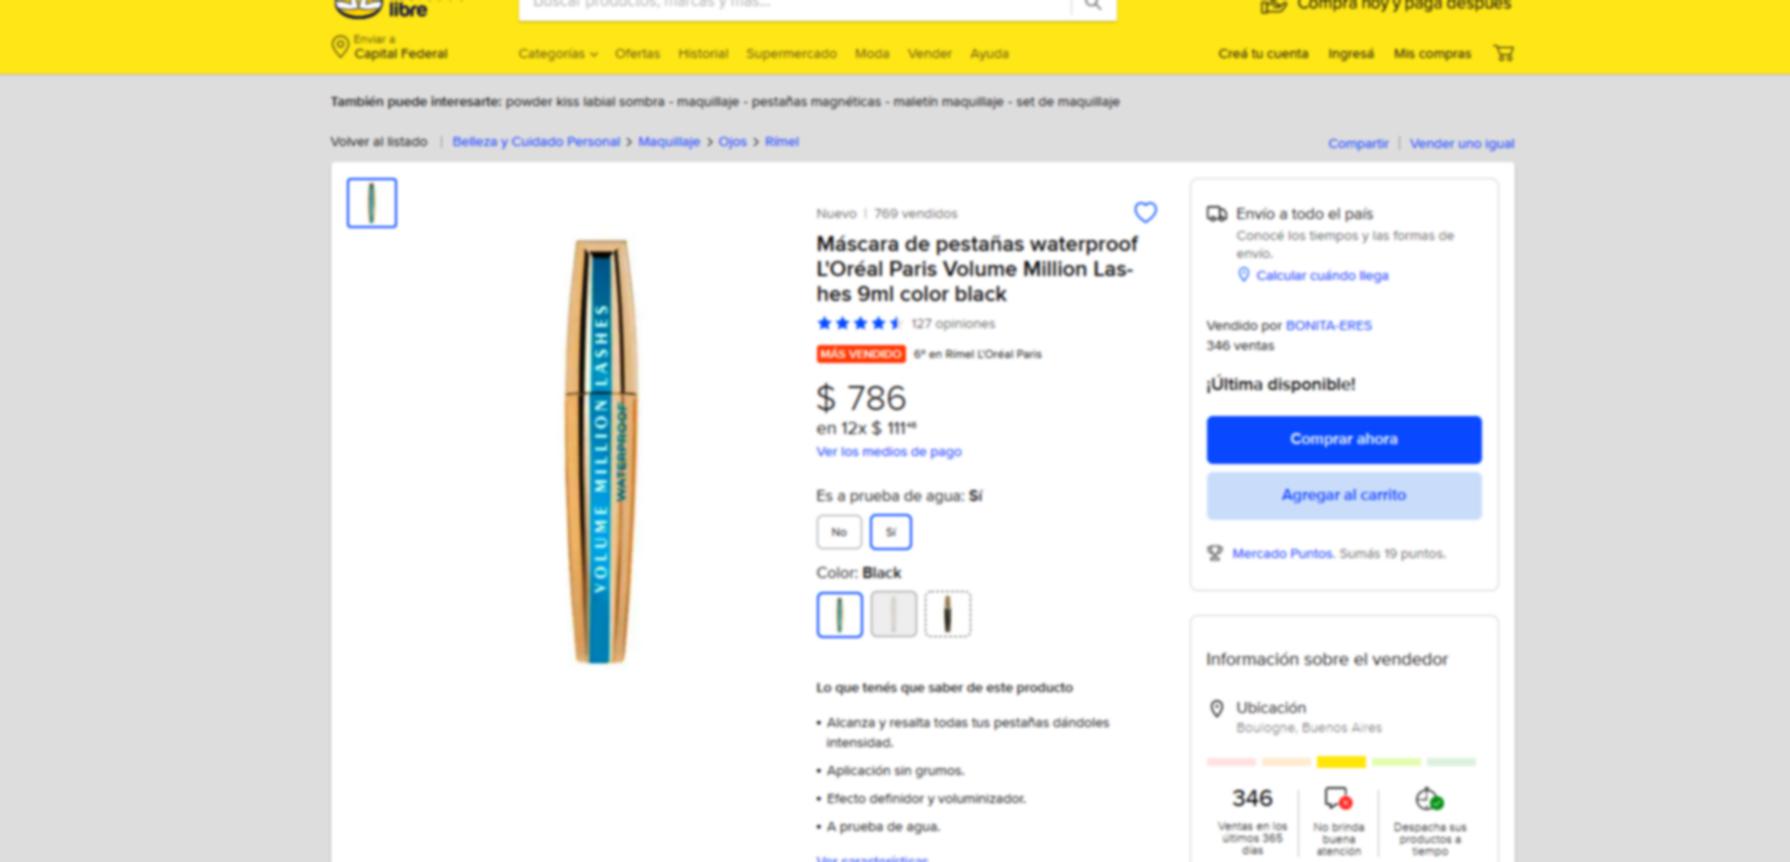 libre
Buscar productos, marcas y más...
Comprá hoy y pagá después
Enviar a
Capital Federal
Categorías Ofertas Historial Supermercado Moda Vender Ayuda
Creá tu cuenta Ingresá Mis compras
También puede interesarte: powder kiss labial sombra - maquillaje - pestañas magnéticas - maletín maquillaje - set de maquillaje
Volver al listado | Belleza y Cuidado Personal > Maquillaje > Ojos > Rímel
Compartir | Vender uno igual
VOLUME MILLION LASHES
WATERPROOF
Nuevo | 769 vendidos
Máscara de pestañas waterproof
L'Oréal Paris Volume Million Las-
hes 9ml color black
127 opiniones
MÁS VENDIDO 6º en Rímel L'Oréal Paris
$ 786
en 12x $ 111
Ver los medios de pago
Es a prueba de agua: Sí
No Sí
Color: Black
Lo que tenés que saber de este producto
• Alcanza y resalta todas tus pestañas dándoles
intensidad.
• Aplicación sin grumos.
• Efecto definidor y voluminizador.
• A prueba de agua.
Ver características
Envío a todo el país
Conocé los tiempos y las formas de
envío.
Calcular cuándo llega
Vendido por BONITA-ERES
346 ventas
¡Última disponible!
Comprar ahora
Agregar al carrito
Mercado Puntos. Sumás 19 puntos.
Información sobre el vendedor
Ubicación
Boulogne, Buenos Aires
346
Ventas en los
últimos 365
días
No brinda
buena
atención
Despacha sus
productos a
tiempo